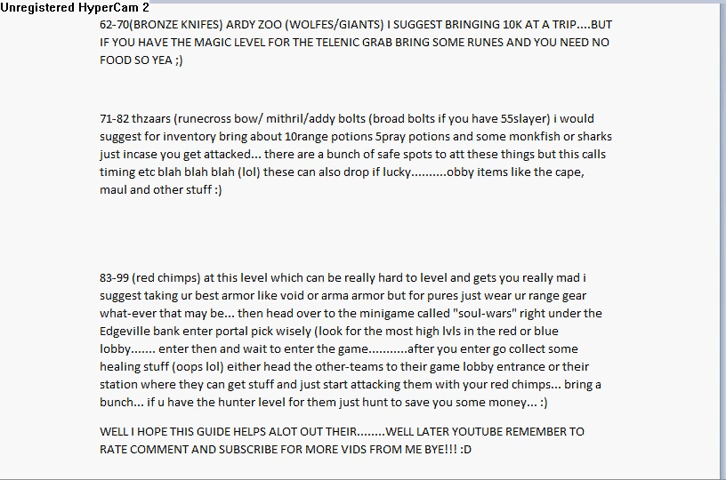 Unregistered HyperCam 2
62-70(BRONZE KNIFES) ARDY ZOO (WOLFES/GIANTS) I SUGGEST BRINGING 10K AT A TRIP....BUT
IF YOU HAVE THE MAGIC LEVEL FOR THE TELENIC GRAB BRING SOME RUNES AND YOU NEED NO
FOOD SO YEA ;)
71-82 thzaars (runecross bow/ mithril/addy bolts (broad bolts if you have 55slayer) i would
suggest for inventory bring about 10range potions 5pray potions and some monkfish or sharks
just incase you get attacked... there are a bunch of safe spots to att these things but this calls
timing etc blah blah blah (lol) these can also drop if lucky..........obby items like the cape,
maul and other stuff :)
83-99 (red chimps) at this level which can be really hard to level and gets you really mad i
suggest taking ur best armor like void or arma armor but for pures just wear ur range gear
what-ever that may be... then head over to the minigame called "soul-wars" right under the
Edgeville bank enter portal pick wisely (look for the most high lvls in the red or blue
lobby....... enter then and wait to enter the game...........after you enter go collect some
healing stuff (oops lol) either head the other-teams to their game lobby entrance or their
station where they can get stuff and just start attacking them with your red chimps... bring a
bunch... if u have the hunter level for them just hunt to save you some money... :)
WELL I HOPE THIS GUIDE HELPS ALOT OUT THEIR........WELL LATER YOUTUBE REMEMBER TO
RATE COMMENT AND SUBSCRIBE FOR MORE VIDS FROM ME BYE!!! :D